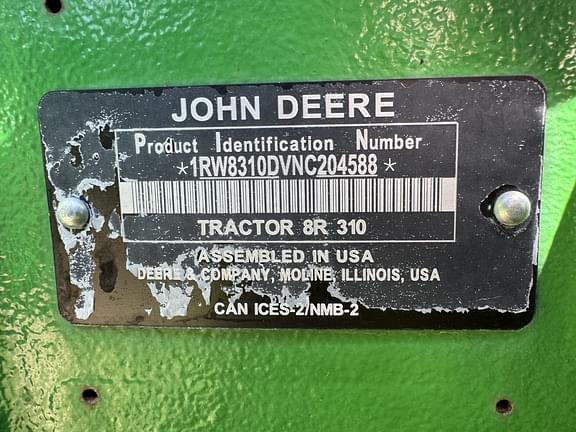 JOHN DEERE
Product Identification Number
*1RW8310DVNC204588*
TRACTOR 8R 310
ASSEMBLED IN USA
DEERE & COMPANY, MOLINE, ILLINOIS, USA
CAN ICES-2/NMB-2